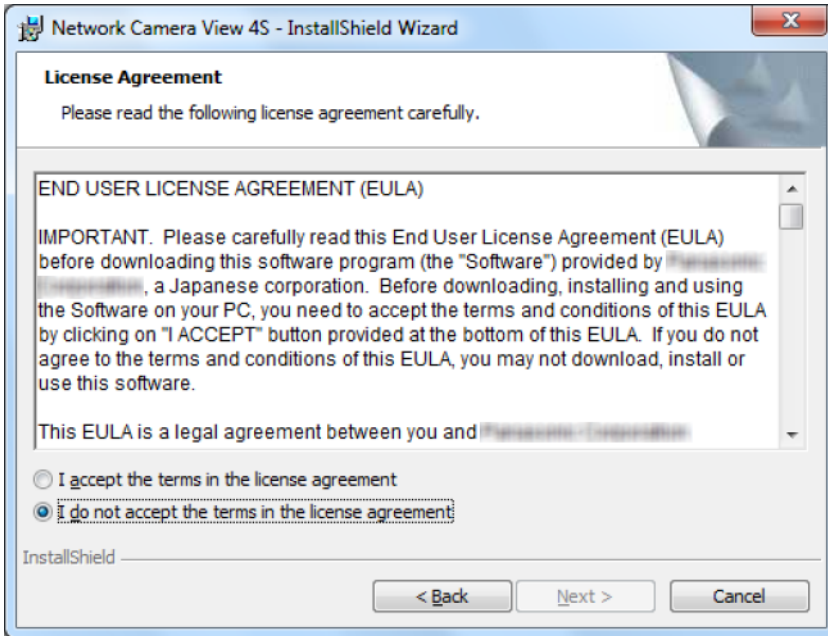 Network Camera View 4S - InstallShield Wizard
License Agreement
Please read the following license agreement carefully.
END USER LICENSE AGREEMENT (EULA)
IMPORTANT.  Please carefully read this End User License Agreement (EULA)
before downloading this software program (the "Software") provided by
, a Japanese corporation.  Before downloading, installing and using
the Software on your PC, you need to accept the terms and conditions of this EULA
by clicking on "I ACCEPT" button provided at the bottom of this EULA.  If you do not
agree to the terms and conditions of this EULA, you may not download, install or
use this software.
This EULA is a legal agreement between you and
I accept the terms in the license agreement
I do not accept the terms in the license agreement
InstallShield
< Back
Next >
Cancel